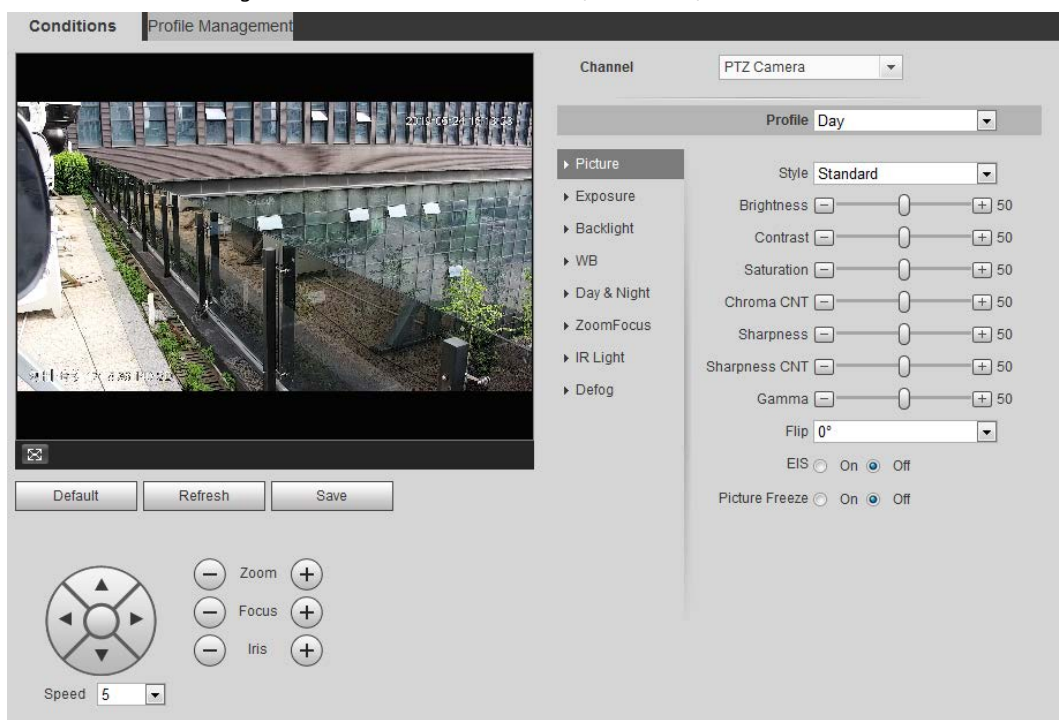 Conditions
Profile Management
Channel
PTZ Camera
Profile Day
Picture
Exposure
Backlight
WB
Day & Night
ZoomFocus
IR Light
Defog
Style Standard
Brightness 50
Contrast 50
Saturation 50
Chroma CNT 50
Sharpness 50
Sharpness CNT 50
Gamma 50
Flip 0°
EIS On Off
Picture Freeze On Off
Default
Refresh
Save
Zoom
Focus
Iris
Speed 5